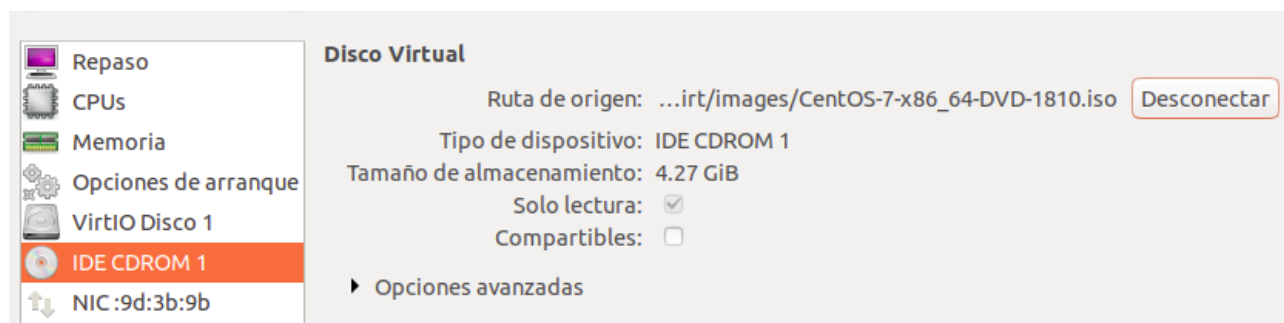 Repaso
CPUs
Memoria
Opciones de arranque
VirtIO Disco 1
IDE CDROM 1
NIC :9d:3b:9b
Disco Virtual
Ruta de origen: ...irt/images/CentOS-7-x86_64-DVD-1810.iso Desconectar
Tipo de dispositivo: IDE CDROM 1
Tamaño de almacenamiento: 4.27 GiB
Solo lectura:
Compartibles:
Opciones avanzadas